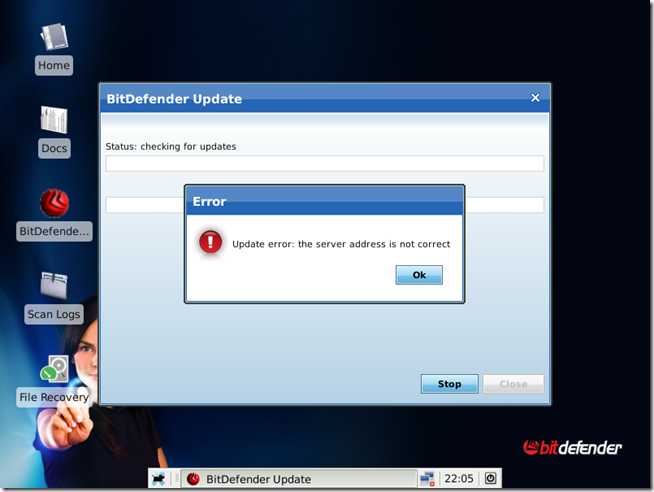 Home
Docs
BitDefende...
Scan Logs
File Recovery
BitDefender Update
Status: checking for updates
Error
Update error: the server address is not correct
Ok
Stop
Close
bitdefender
BitDefender Update
22:05